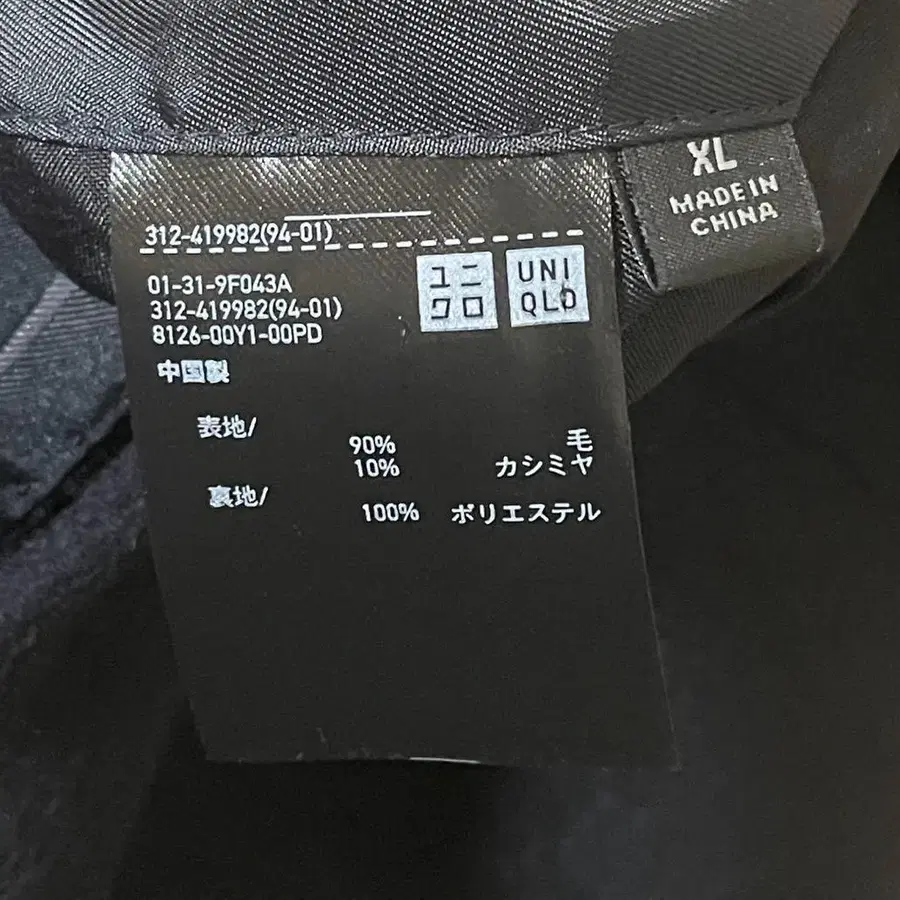 XL
MADE IN
CHINA
312-419982(94-01)
01-31-9F043A
312-419982(94-01)
8126-00Y1-00PD
ユニ
クロ
UNI
QLO
中国製
表地/
90% 毛
10% カシミヤ
裏地/
100% ポリエステル